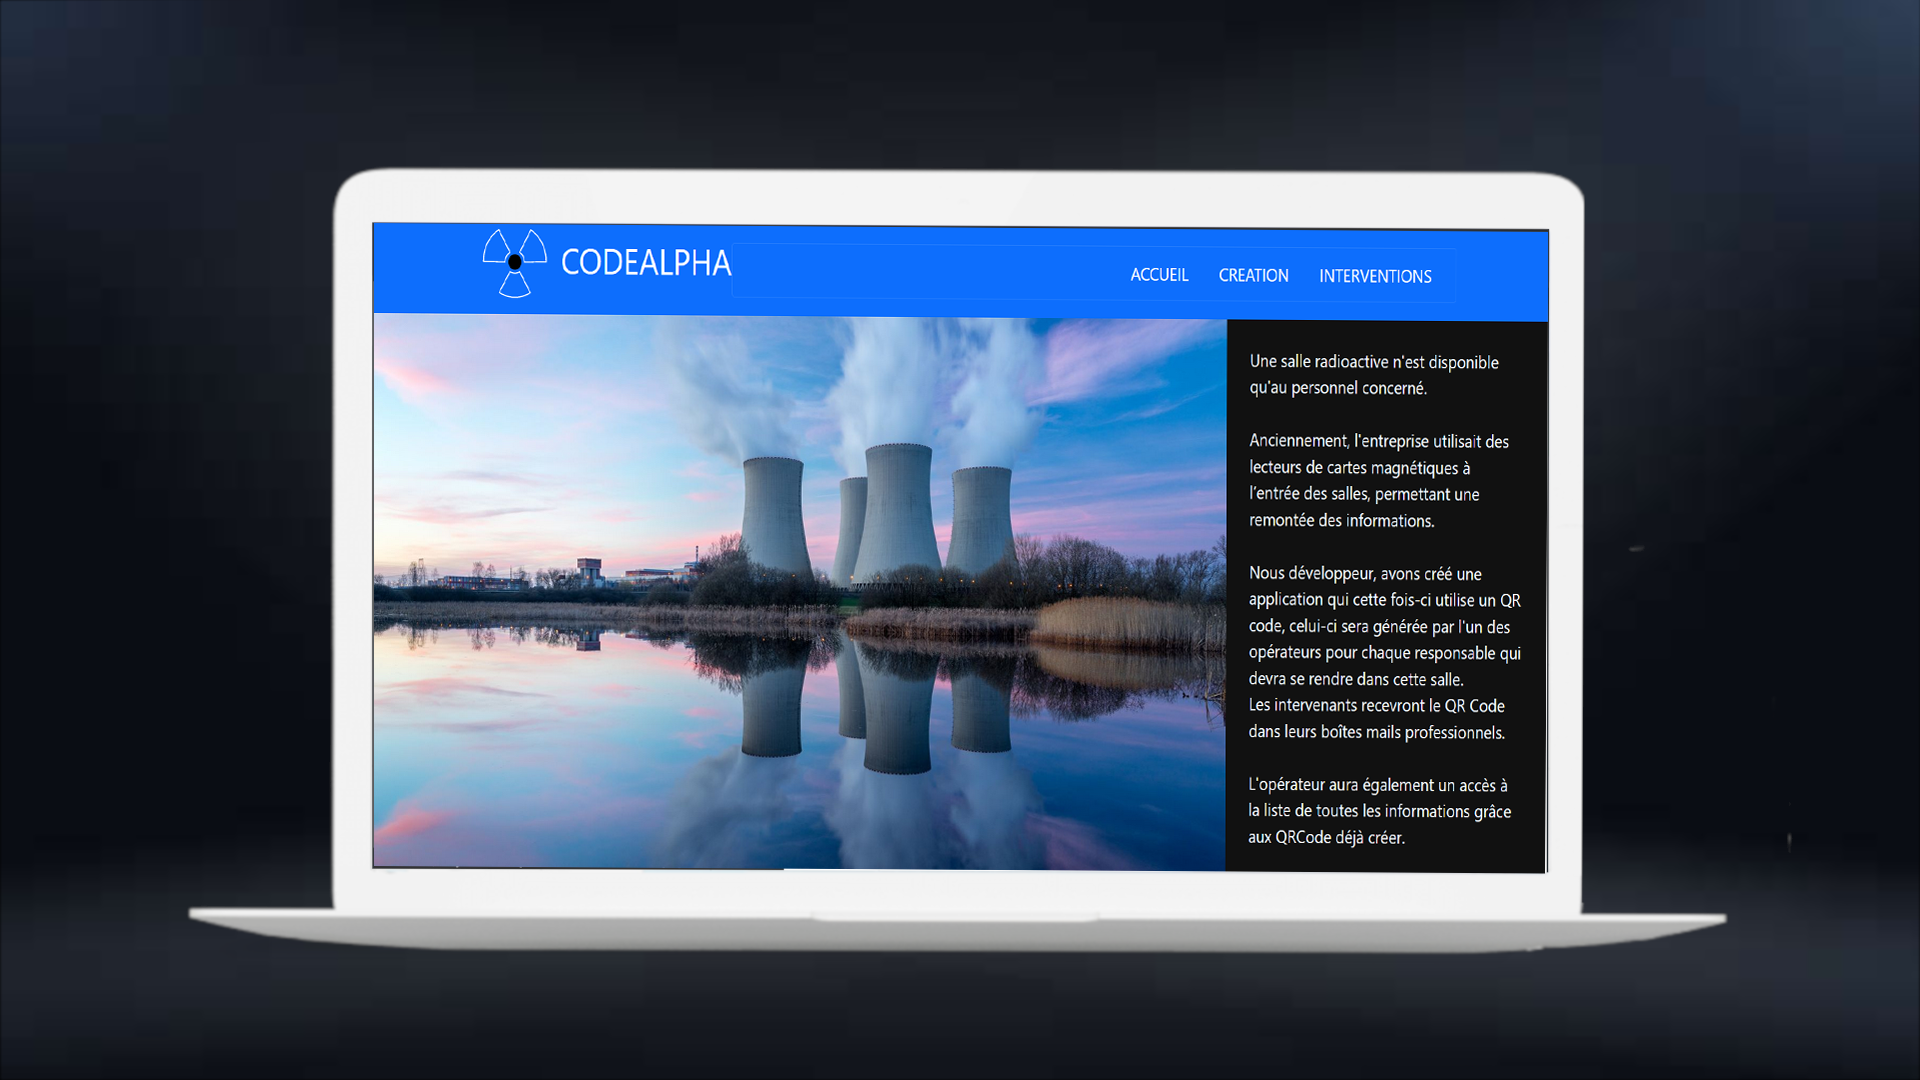 CODEALPHA
ACCUEIL CREATION INTERVENTIONS
Une salle radioactive n'est disponible
qu'au personnel concerné.
Anciennement, l'entreprise utilisait des
lecteurs de cartes magnétiques à
l'entrée des salles, permettant une
remontée des informations.
Nous développeur, avons créé une
application qui cette fois-ci utilise un QR
code, celui-ci sera générée par l'un des
opérateurs pour chaque responsable qui
devra se rendre dans cette salle.
Les intervenants recevront le QR Code
dans leurs boîtes mails professionnels.
L'opérateur aura également un accès à
la liste de toutes les informations grâce
aux QRCode déjà créer.